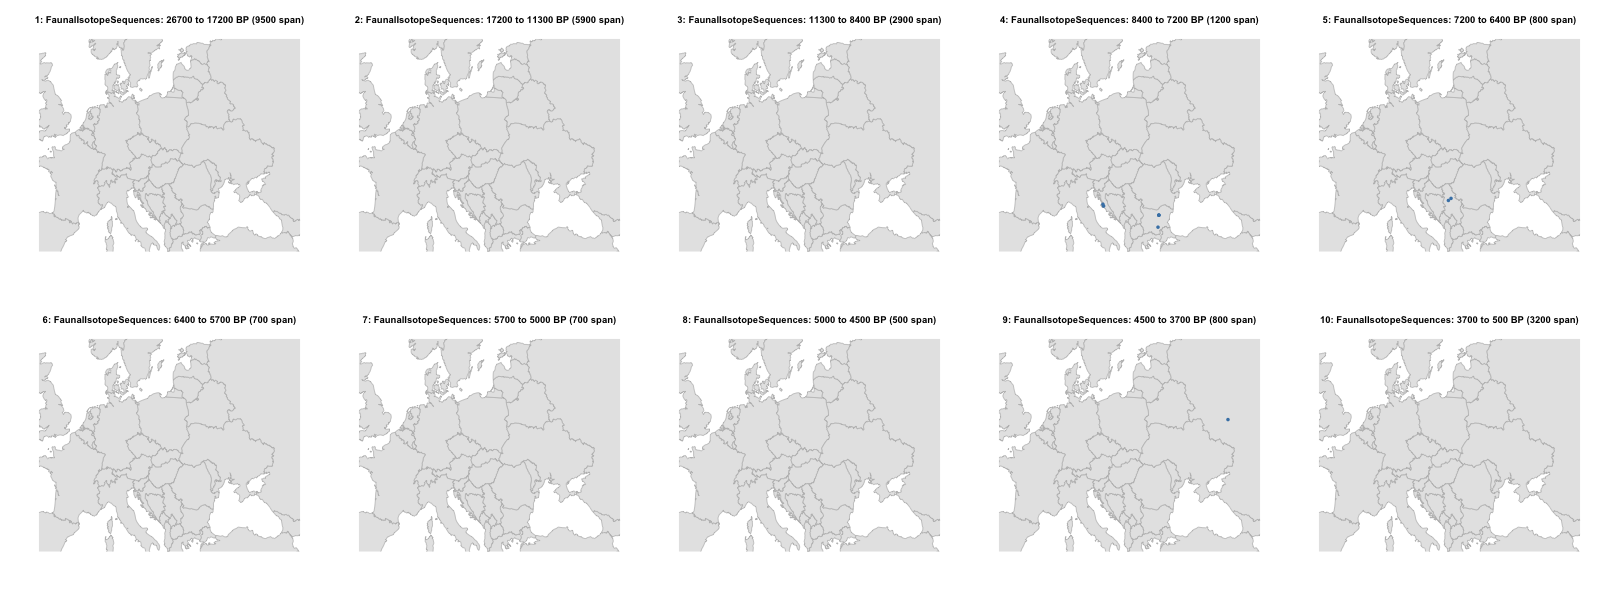 1: FaunalIsotopeSequences: 26700 to 17200 BP (9500 span)
2: FaunalIsotopeSequences: 17200 to 11300 BP (5900 span)
3: FaunalIsotopeSequences: 11300 to 8400 BP (2900 span)
4: FaunalIsotopeSequences: 8400 to 7200 BP (1200 span)
5: FaunalIsotopeSequences: 7200 to 6400 BP (800 span)
6: FaunalIsotopeSequences: 6400 to 5700 BP (700 span)
7: FaunalIsotopeSequences: 5700 to 5000 BP (700 span)
8: FaunalIsotopeSequences: 5000 to 4500 BP (500 span)
9: FaunalIsotopeSequences: 4500 to 3700 BP (800 span)
10: FaunalIsotopeSequences: 3700 to 500 BP (3200 span)